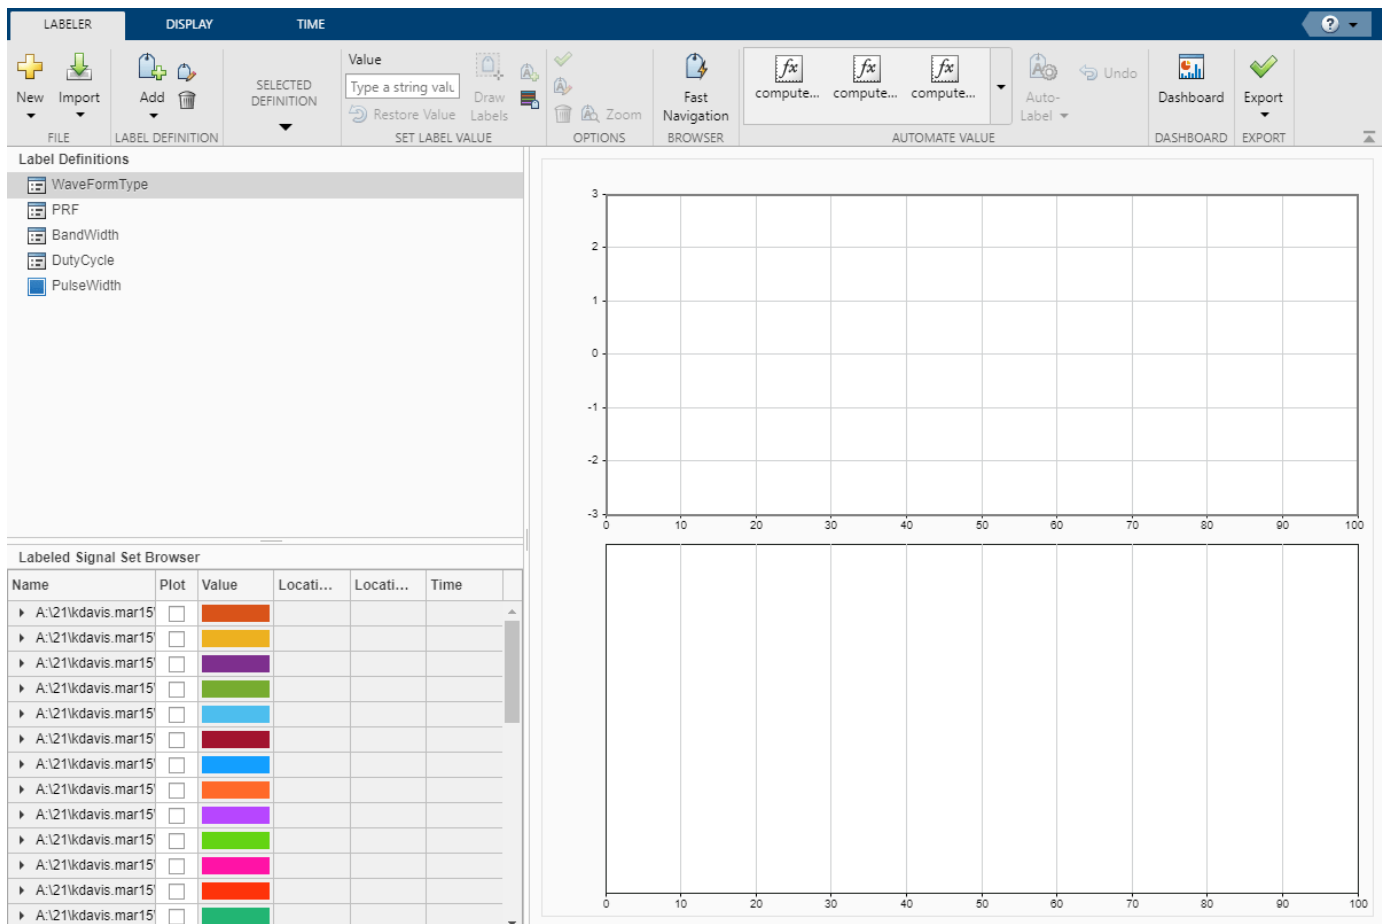 LABELER
DISPLAY
TIME
?
New
Import
FILE
Add
LABEL DEFINITION
SELECTED
DEFINITION
Value
Type a string valu
Restore Value
Draw
Labels
SET LABEL VALUE
Zoom
OPTIONS
Fast
Navigation
BROWSER
fx
compute...
fx
compute...
fx
compute...
Auto-
Label
Undo
AUTOMATE VALUE
Dashboard
DASHBOARD
Export
EXPORT
Label Definitions
WaveFormType
PRF
BandWidth
DutyCycle
PulseWidth
Labeled Signal Set Browser
Name Plot Value Locati... Locati... Time
A:\21\kdavis.mar15\
A:\21\kdavis.mar15\
A:\21\kdavis.mar15\
A:\21\kdavis.mar15\
A:\21\kdavis.mar15\
A:\21\kdavis.mar15\
A:\21\kdavis.mar15\
A:\21\kdavis.mar15\
A:\21\kdavis.mar15\
A:\21\kdavis.mar15\
A:\21\kdavis.mar15\
A:\21\kdavis.mar15\
A:\21\kdavis.mar15\
3
2
1
0
-1
-2
-3
0 10 20 30 40 50 60 70 80 90 100
0 10 20 30 40 50 60 70 80 90 100